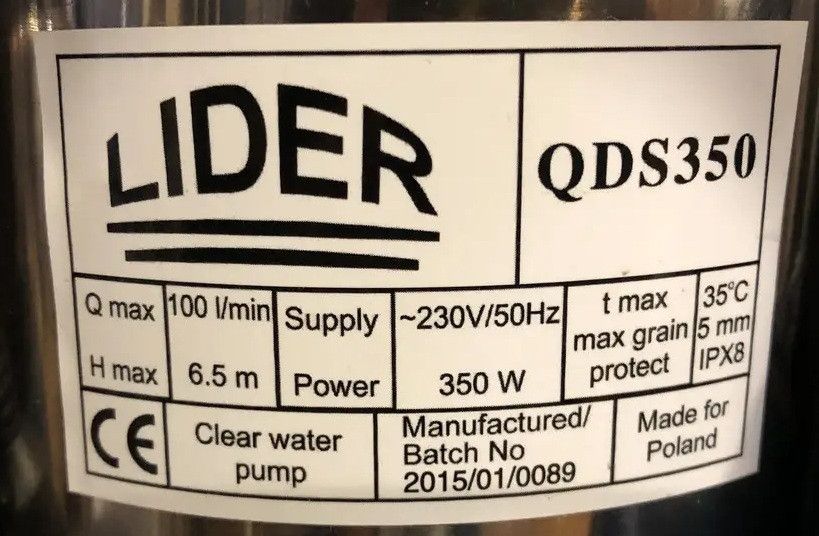 LIDER
QDS350
Q max 100 l/min
H max 6.5 m
Supply ~230V/50Hz
Power 350 W
t max 35°C
max grain 5 mm
protect IPX8
CE
Clear water
pump
Manufactured/
Batch No
2015/01/0089
Made for
Poland